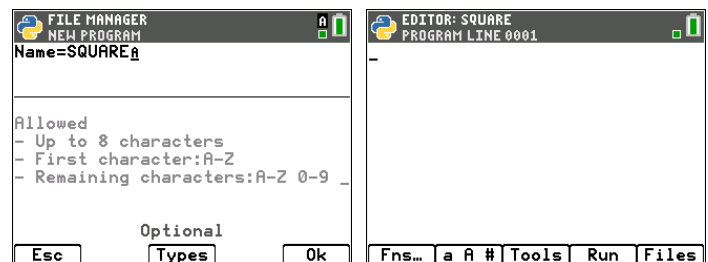 FILE MANAGER
NEW PROGRAM
A
Name=SQUAREA
Allowed
- Up to 8 characters
- First character:A-Z
- Remaining characters:A-Z 0-9 _
Optional
Esc Types Ok
EDITOR: SQUARE
PROGRAM LINE 0001
_
Fns… a A # Tools Run Files